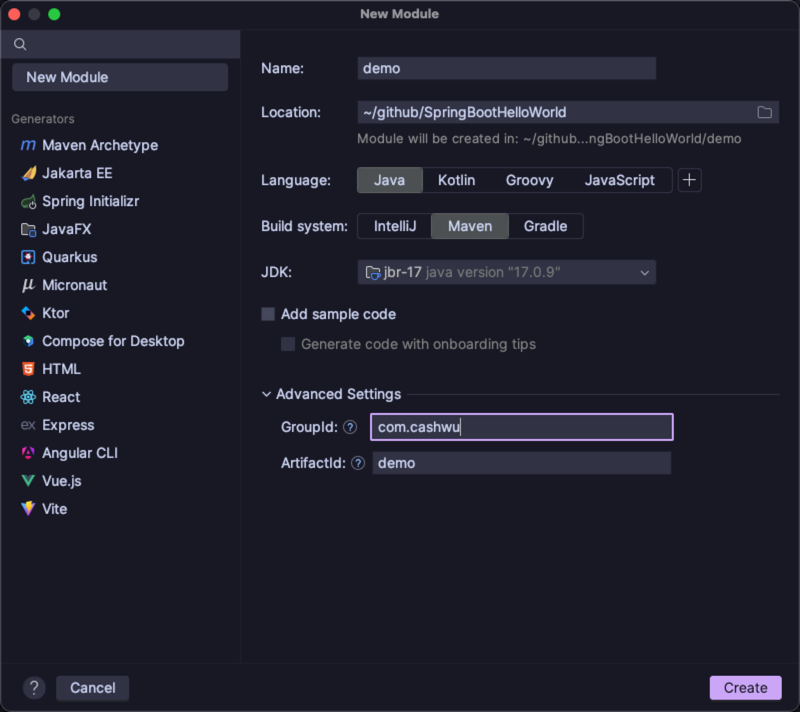 New Module
New Module
Generators
Maven Archetype
Jakarta EE
Spring Initializr
JavaFX
Quarkus
Micronaut
Ktor
Compose for Desktop
HTML
React
Express
Angular CLI
Vue.js
Vite
Name: demo
Location: ~/github/SpringBootHelloWorld
Module will be created in: ~/github...ngBootHelloWorld/demo
Language: Java Kotlin Groovy JavaScript +
Build system: IntelliJ Maven Gradle
JDK: jbr-17 java version "17.0.9"
Add sample code
Generate code with onboarding tips
Advanced Settings
GroupId: ? com.cashwu
ArtifactId: ? demo
? Cancel Create